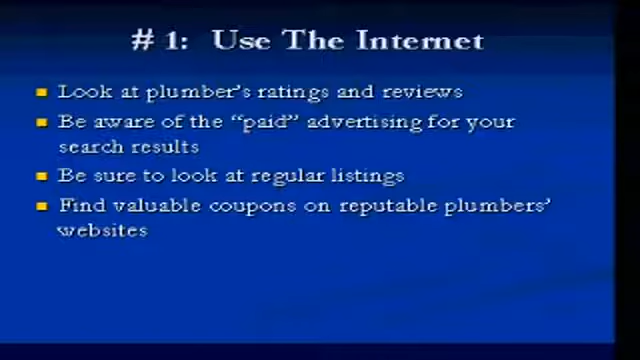 # 1: Use The Internet
Look at plumber's ratings and reviews
Be aware of the “paid” advertising for your
search results
Be sure to look at regular listings
Find valuable coupons on reputable plumbers'
websites